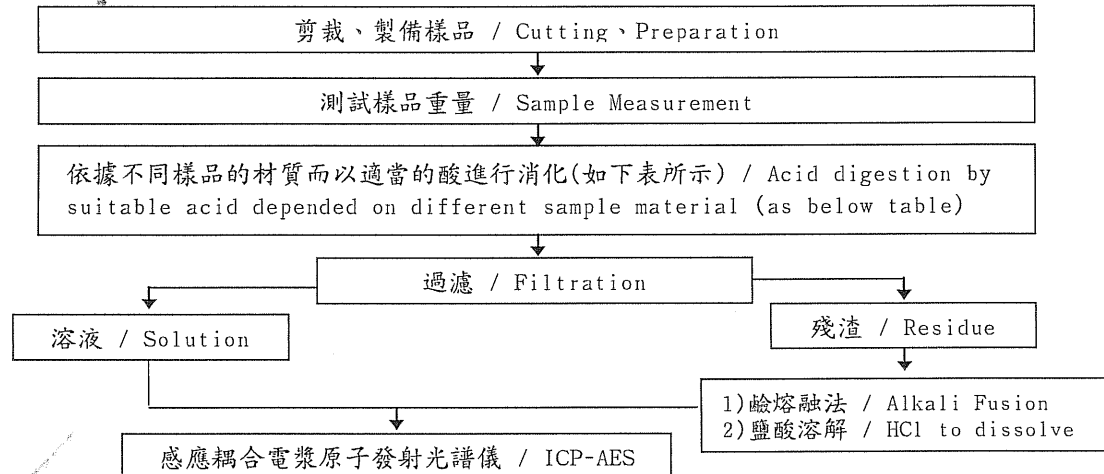 剪裁、製備樣品 / Cutting、Preparation
測試樣品重量 / Sample Measurement
依據不同樣品的材質而以適當的酸進行消化(如下表所示) / Acid digestion by
suitable acid depended on different sample material (as below table)
過濾 / Filtration
溶液 / Solution
殘渣 / Residue
1)鹼熔融法 / Alkali Fusion
2)鹽酸溶解 / HCl to dissolve
感應耦合電漿原子發射光譜儀 / ICP-AES